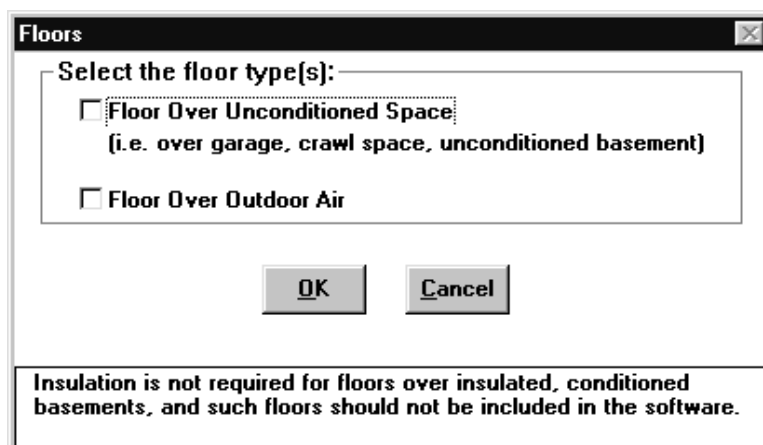 Floors
Select the floor type(s):
Floor Over Unconditioned Space
(i.e. over garage, crawl space, unconditioned basement)
Floor Over Outdoor Air
OK
Cancel
Insulation is not required for floors over insulated, conditioned
basements, and such floors should not be included in the software.